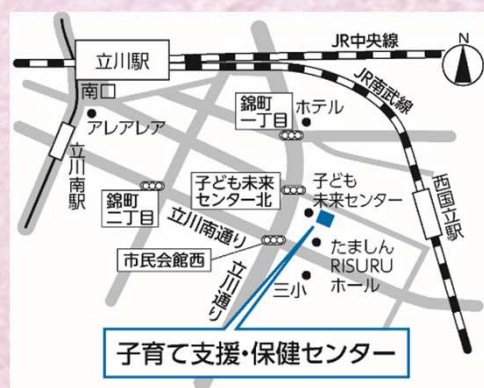 JR中央線
N
立川駅
JR南武線
南口
アレアレア
立川南駅
錦町
一丁目
ホテル
錦町
二丁目
子ども未来
センター北
子ども
未来センター
西国立駅
立川南通り
市民会館西
立川通り
たましん
RISURU
ホール
三小
子育て支援・保健センター